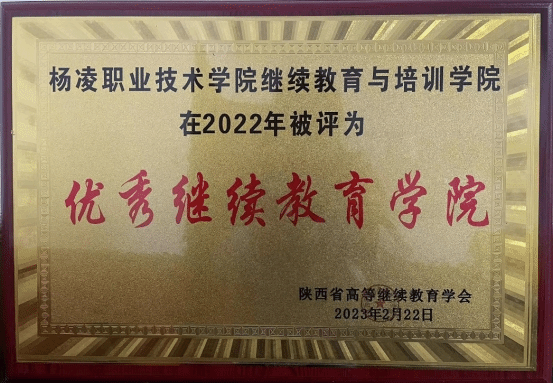 杨凌职业技术学院继续教育与培训学院
在2022年被评为
优秀继续教育学院
陕西省高等继续教育学会
2023年2月22日